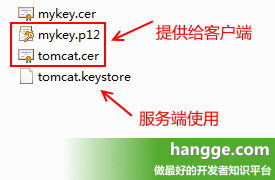 mykey.cer
mykey.p12
提供给客户端
tomcat.cer
tomcat.keystore
服务端使用
hangge.com
做最好的开发者知识平台